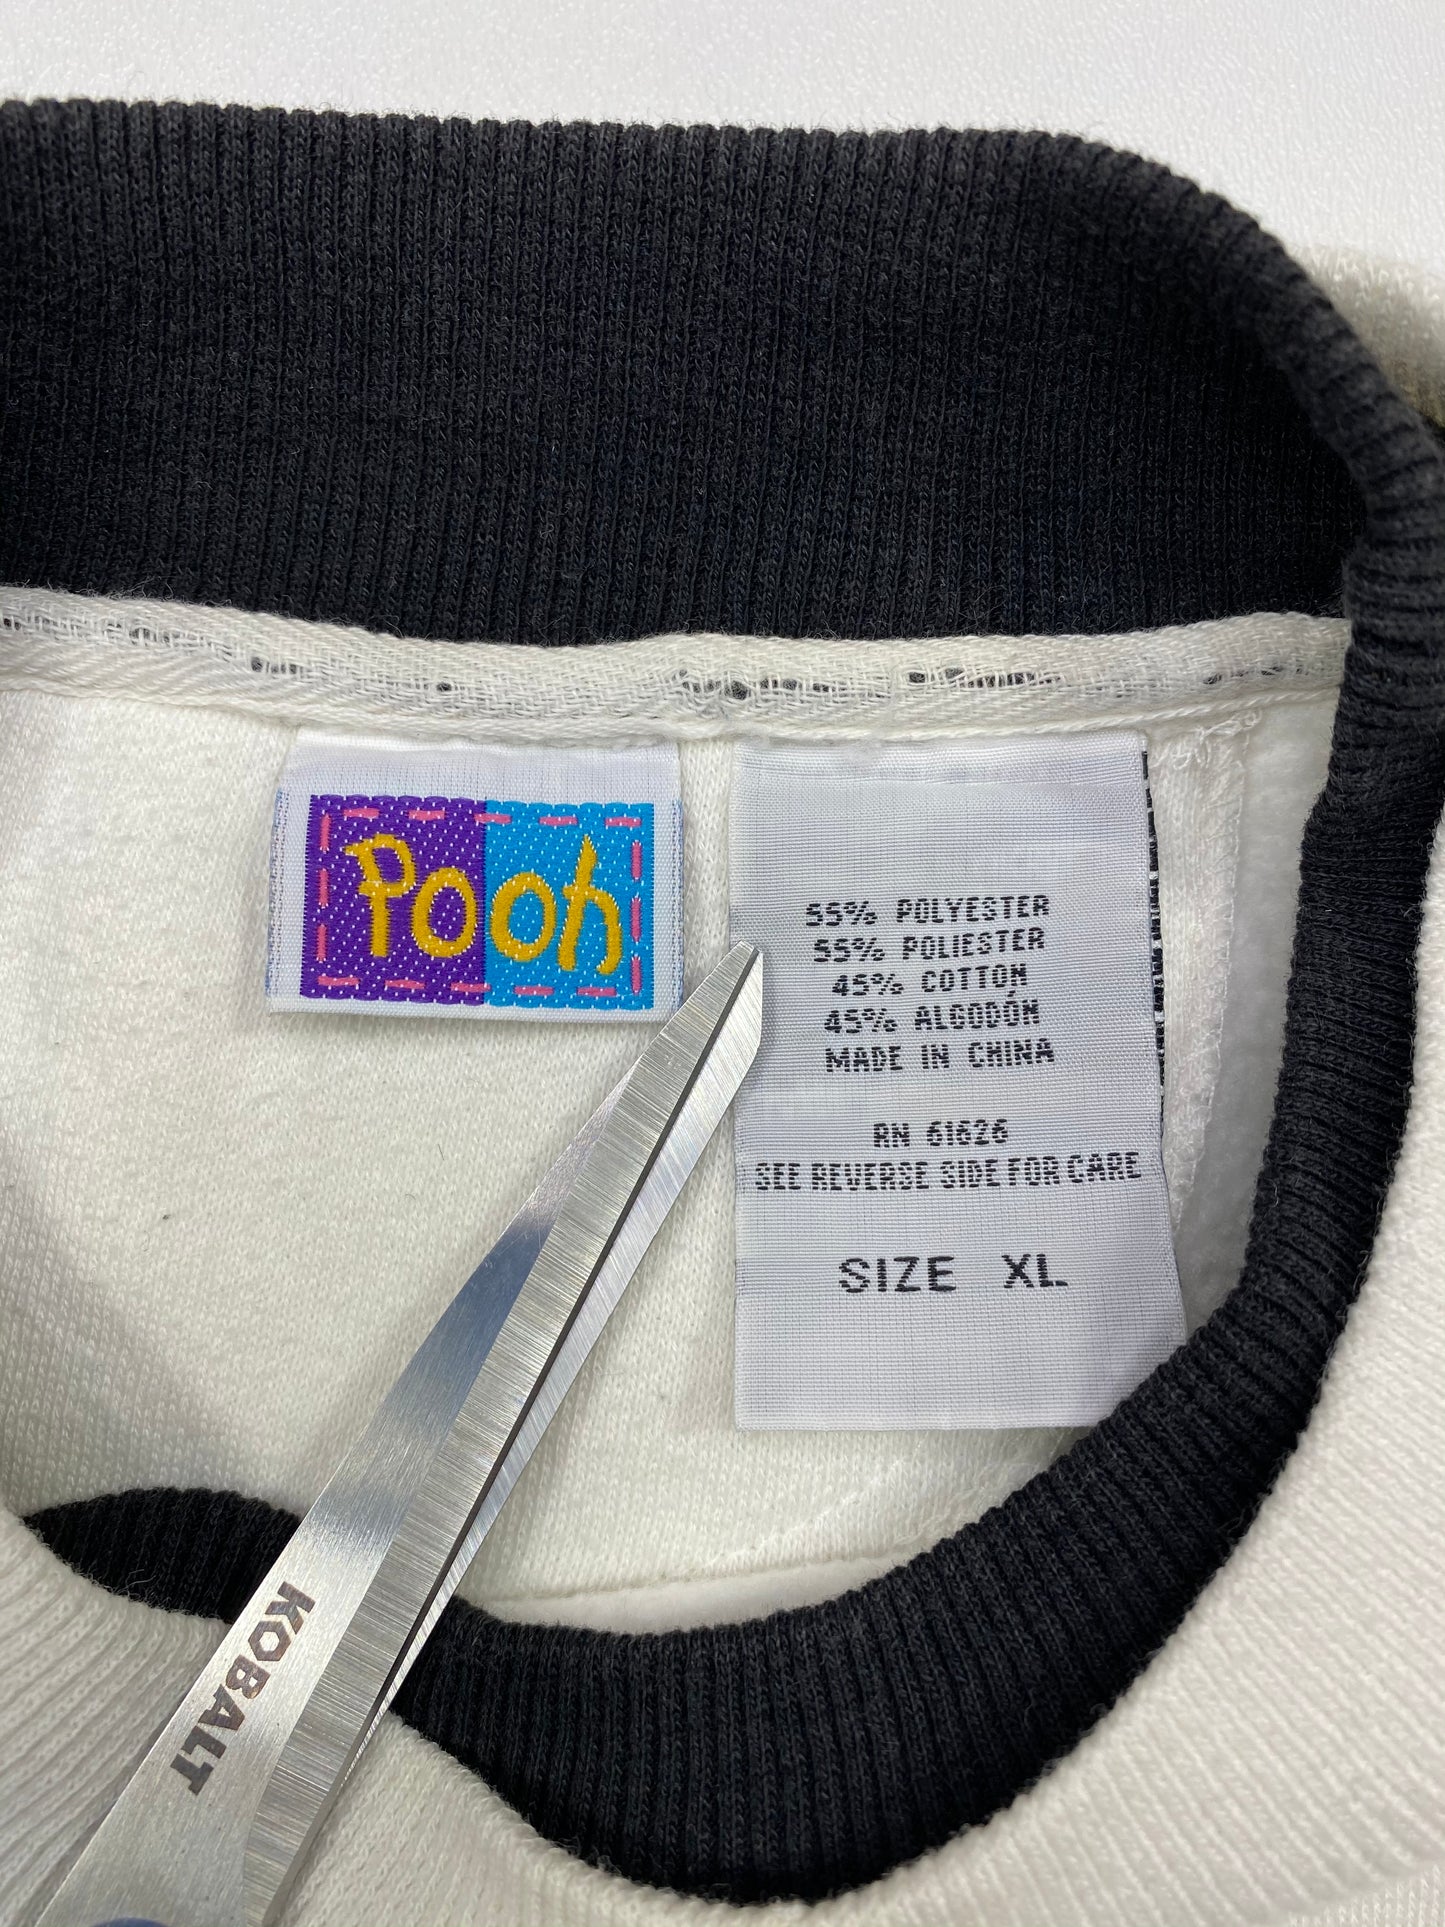 Pooh
55% POLYESTER
55% POLIESTER
45% COTTON
45% ALGODÓN
MADE IN CHINA
RN 61626
SEE REVERSE SIDE FOR CARE
SIZE XL
KOBALT